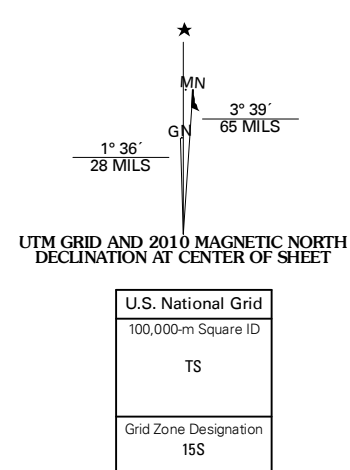 MN
3° 39´
65 MILS
GN
1° 36´
28 MILS
UTM GRID AND 2010 MAGNETIC NORTH
DECLINATION AT CENTER OF SHEET
U.S. National Grid
100,000-m Square ID
TS
Grid Zone Designation
15S